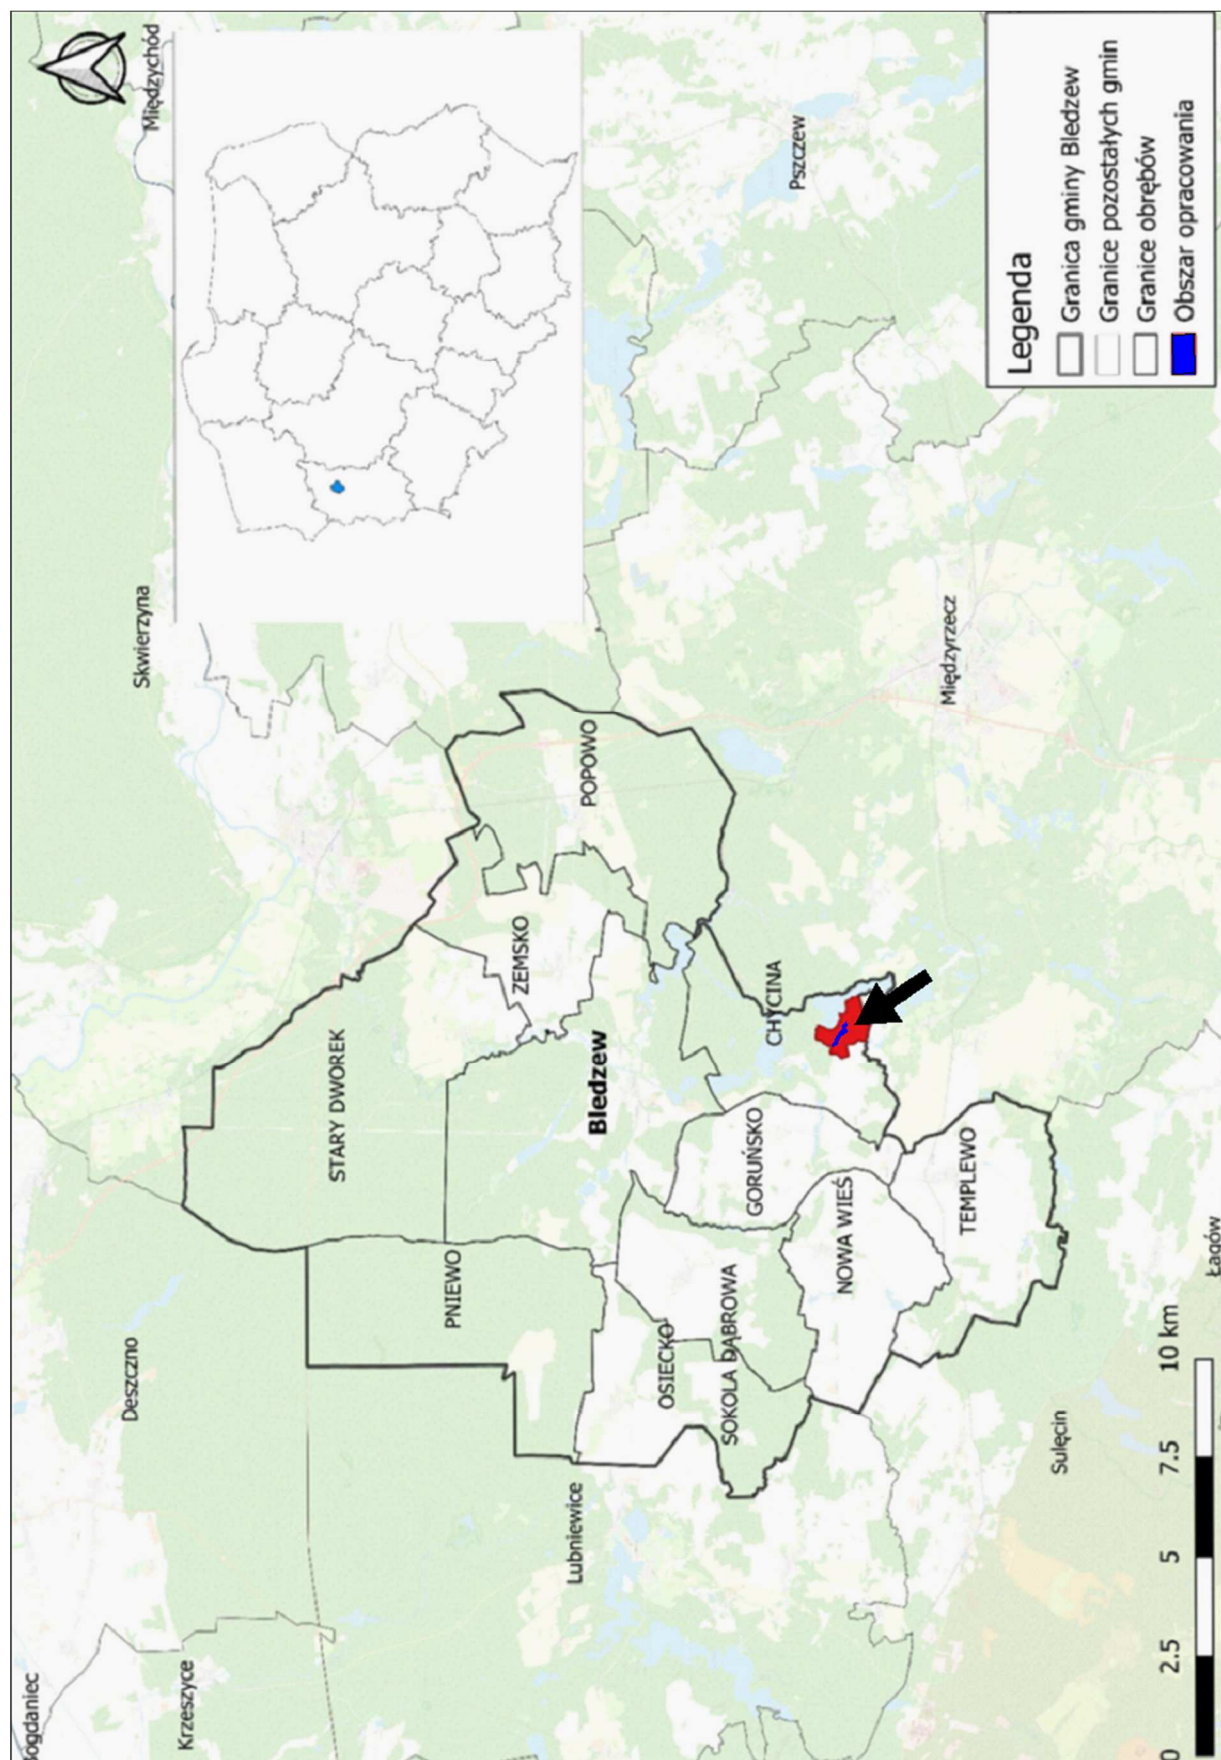 Bogdaniec
Krzeszyce
Deszczno
Skwierzyna
Międzychód
Lubniewice
STARY DWOREK
PNIEWO
ZEMSKO
POPOWO
Bledzew
OSIECKO
SOKOLA DĄBROWA
GORUŃSKO
CHYCINA
NOWA WIEŚ
TEMPLEWO
Pszczew
Międzyrzecz
Sulęcin
Łagów
Legenda
Granica gminy Bledzew
Granice pozostałych gmin
Granice obrębów
Obszar opracowania
0 2.5 5 7.5 10 km